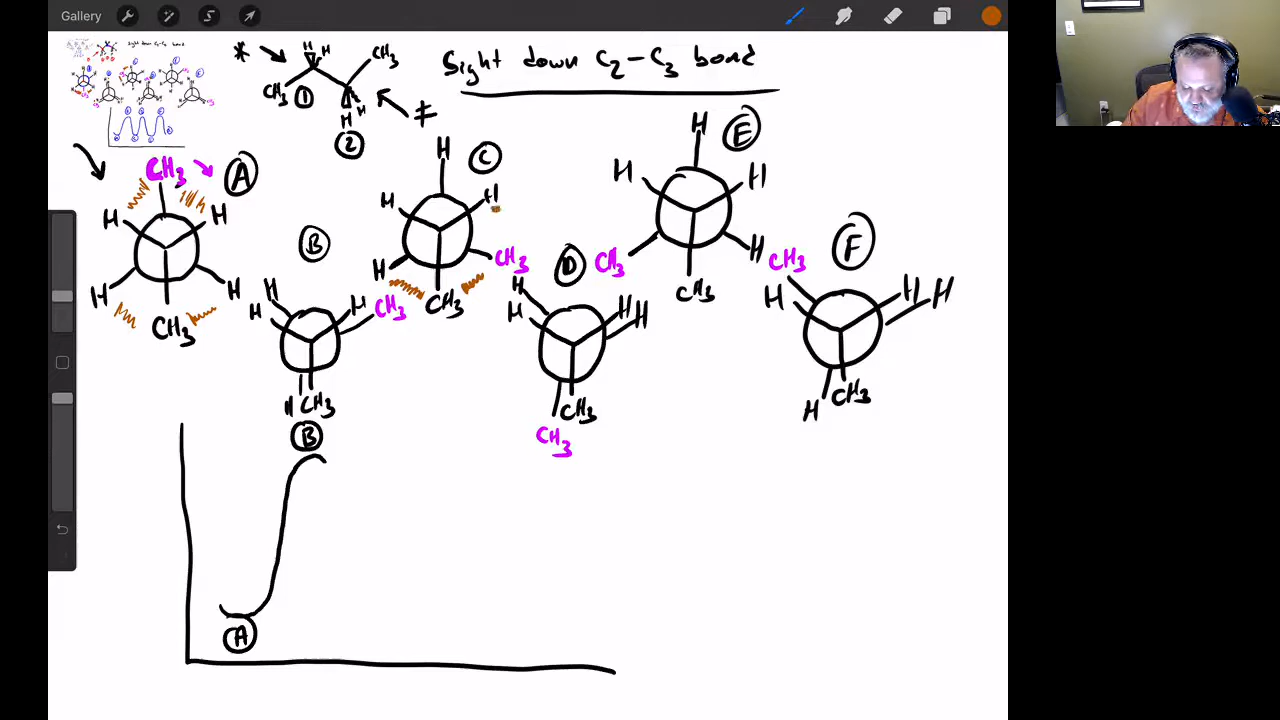 Gallery
* H H CH3
CH3 1
H H
2
≠
Sight down C2-C3 bond
CH3 A
H H
H H
CH3
B
H H
H CH3
H CH3
H C
H H
H CH3
CH3
D
H H
H H
CH3
CH3
H E
H H
CH3 H
CH3
F
CH3 H H
H
H CH3
B
A